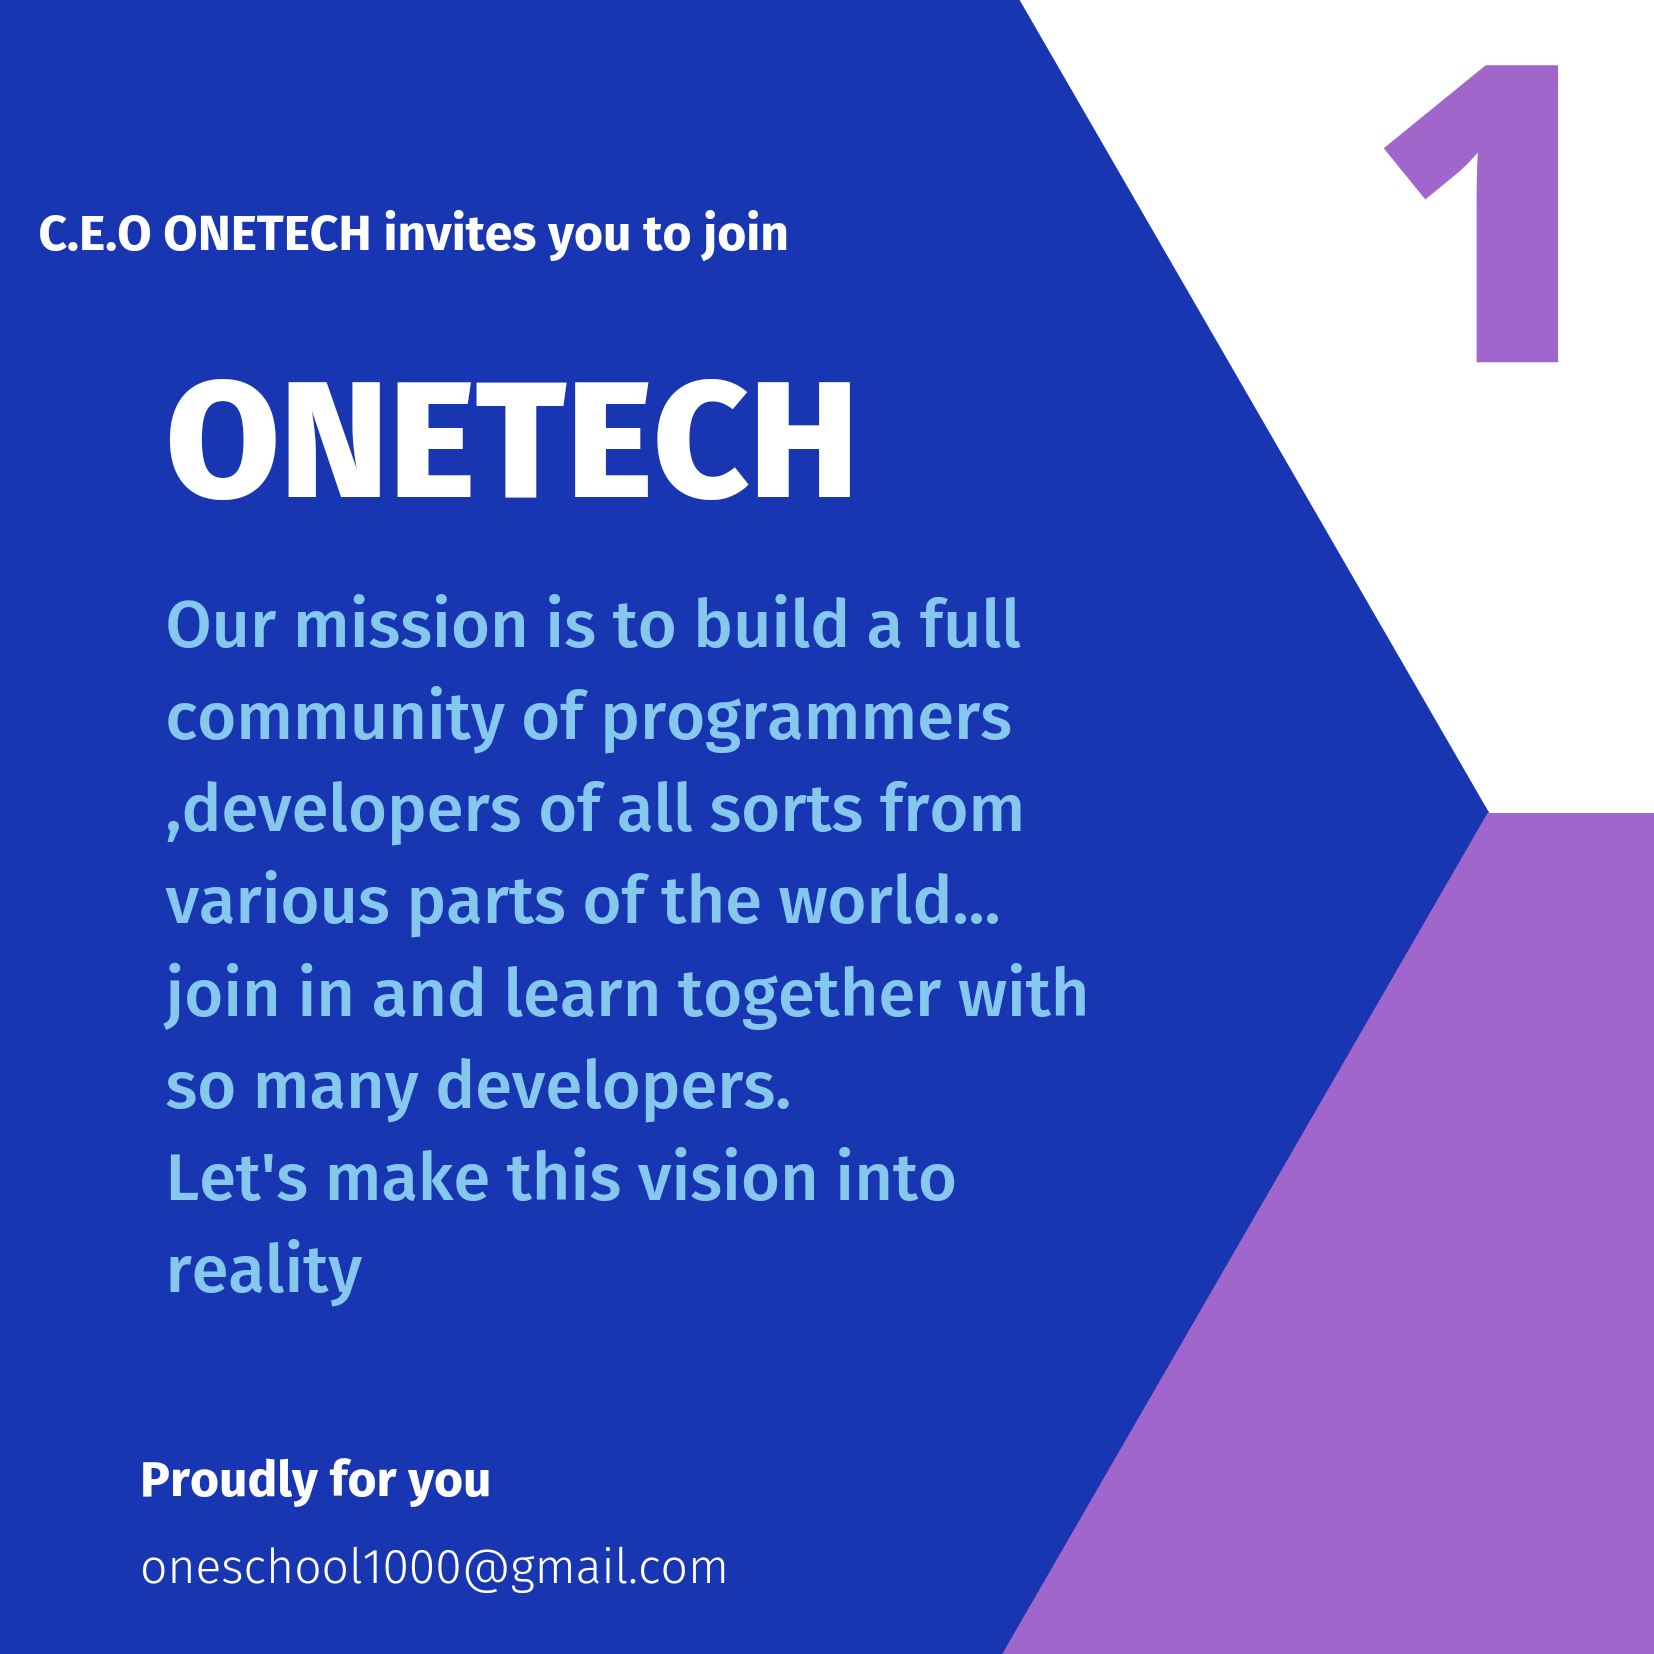 1
C.E.O ONETECH invites you to join
ONETECH
Our mission is to build a full
community of programmers
,developers of all sorts from
various parts of the world...
join in and learn together with
so many developers.
Let's make this vision into
reality
Proudly for you
oneschool1000@gmail.com